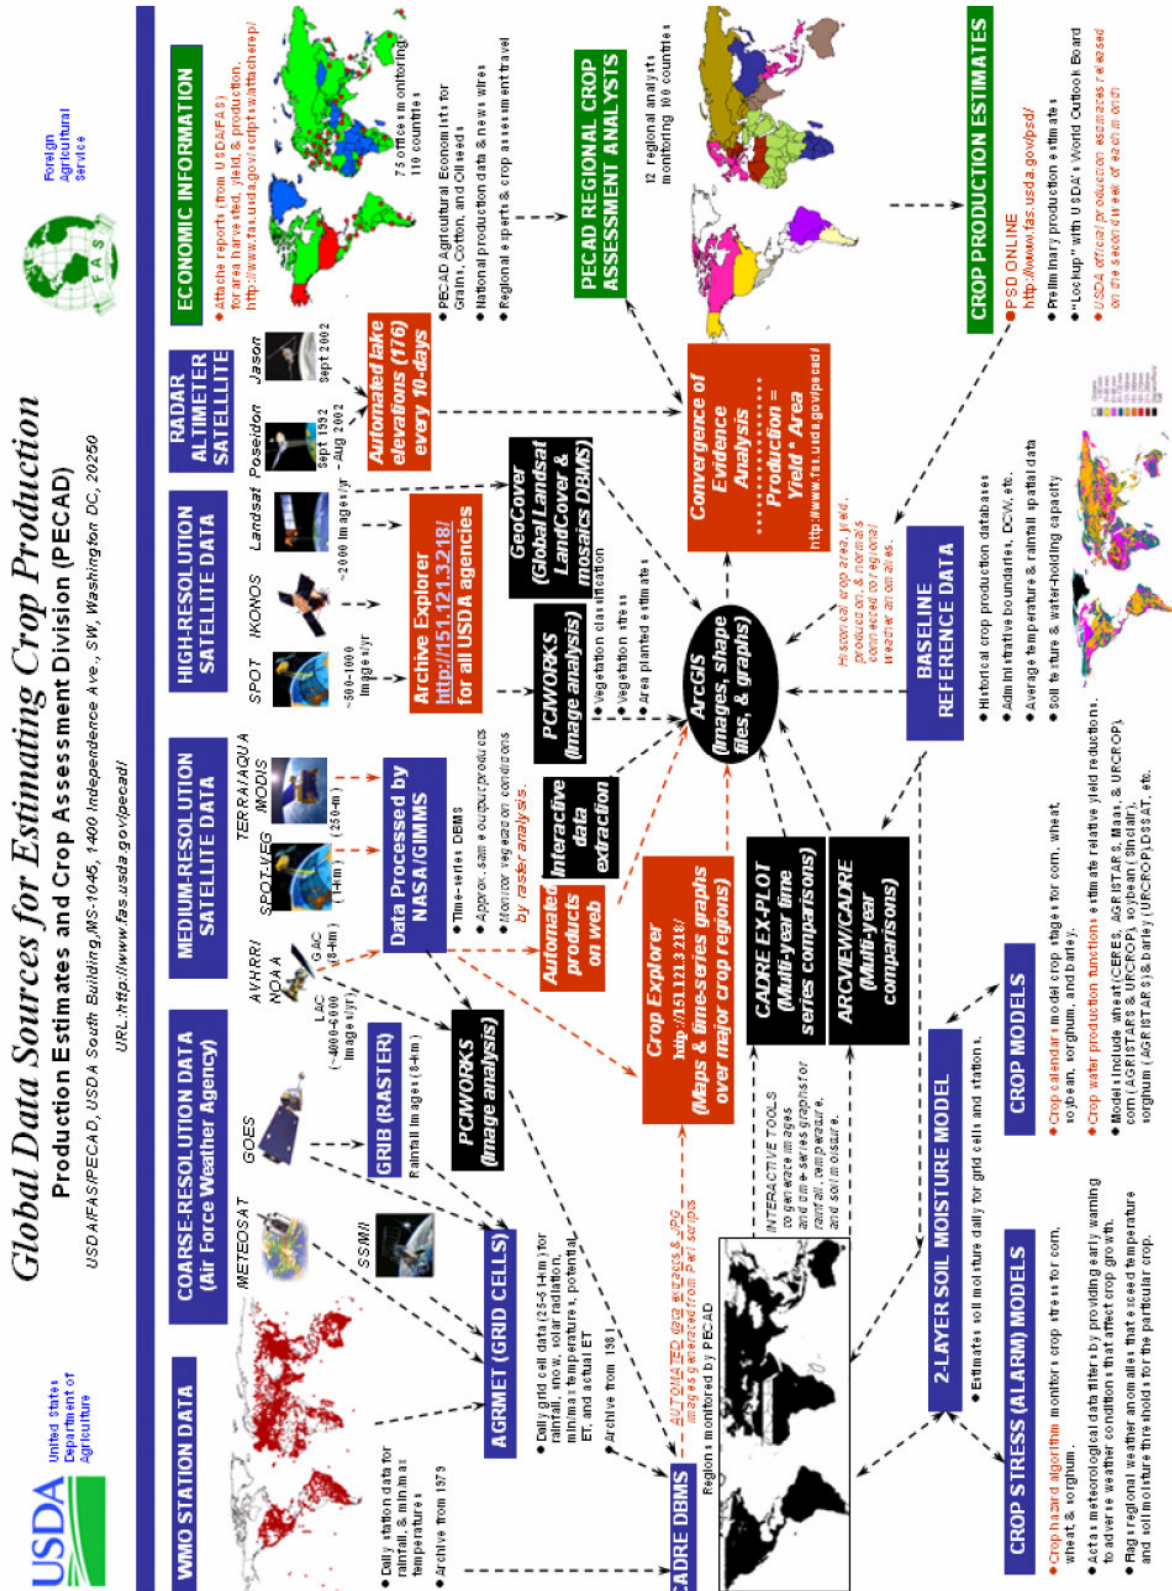 Global Data Sources for Estimating Crop Production
Production Estimates and Crop Assessment Division (PECAD)
USDA/FAS/PECAD, USDA South Building, MS-1045, 1400 Independence Ave., SW, Washington DC, 20250
URL: http://www.fas.usda.gov/pecad/
USDA
United States
Department of
Agriculture
FAS
Foreign
Agricultural
Service
WMO STATION DATA
● Daily station data for
rainfall, & min/max
temperatures
● Archive from 1979
COARSE-RESOLUTION DATA
(Air Force Weather Agency)
METEOSAT
GOES
SSM/I
GRIB (RASTER)
Rainfall Images (8-km)
AGRMET (GRID CELLS)
● Daily grid cell data (25-51-km) for
rainfall, snow, solar radiation,
min/max temperatures, potential
ET, and actual ET
● Archive from 1981
MEDIUM-RESOLUTION
SATELLITE DATA
AVHRR/
NOAA
LAC
(~4000-6000
Images/yr)
GAC
(8-km)
SPOT-VEG
(1-km)
TERRA/AQUA
MODIS
(250-m)
Data Processed by
NASA/GIMMS
● Time-series DBMS
● Approx. same output products
● Monitor vegetation conditions
by raster analysis.
PCIWORKS
(Image analysis)
Automated
products
on web
Interactive
data
extraction
HIGH-RESOLUTION
SATELLITE DATA
SPOT
~500-1000
Images/yr
IKONOS
Landsat
~2000 Images/yr
Archive Explorer
http://151.121.3.218/
for all USDA agencies
PCIWORKS
(Image analysis)
● Vegetation classification
● Vegetation stress
● Area planted estimates
GeoCover
(Global Landsat
LandCover &
mosaics DBMS)
RADAR
ALTIMETER
SATELLLITE
Poseidon
Sept 1992
- Aug 2002
Jason
Sept 2002
Automated lake
elevations (176)
every 10-days
ECONOMIC INFORMATION
● Attache reports (from USDA/FAS)
for area harvested, yield, & production.
http://www.fas.usda.gov/scriptsw/attacherep/
75 offices monitoring
110 countries
● PECAD Agricultural Economists for
Grains, Cotton, and Oilseeds
● National production data & news wires
● Regional experts & crop assessment travel
PECAD REGIONAL CROP
ASSESSMENT ANALYSTS
12 regional analysts
monitoring 100 countries
CADRE DBMS
AUTOMATED data extracts & JPG
images generated from Perl scripts
Regions monitored by PECAD
Crop Explorer
http://151.121.3.218/
(Maps & time-series graphs
over major crop regions)
ArcGIS
(Images, shape
files, & graphs)
Convergence of
Evidence
Analysis
Production =
Yield * Area
http://www.fas.usda.gov/pecad/
INTERACTIVE TOOLS
to generate images
and time-series graphs for
rainfall, temperature,
and soil moisture.
CADRE EX-PLOT
(Multi-year time
series comparisons)
ARCVIEW/CADRE
(Multi-year
comparisons)
Historical crop area, yield,
production, & normals
connected to regional
weather anomalies.
2-LAYER SOIL MOISTURE MODEL
● Estimates soil moisture daily for grid cells and stations.
BASELINE
REFERENCE DATA
● Historical crop production databases
● Administrative boundaries, DCW, etc.
● Average temperature & rainfall spatial data
● Soil texture & water-holding capacity
CROP PRODUCTION ESTIMATES
● PSD ONLINE
http://www.fas.usda.gov/psd/
● Preliminary production estimates
● "Lockup" with USDA's World Outlook Board
● USDA official production estimates released
on the second week of each month
CROP STRESS (ALARM) MODELS
● Crop hazard algorithm monitors crop stress for corn,
wheat, & sorghum.
● Act as meteorological data filters by providing early warning
to adverse weather conditions that affect crop growth.
● Flags regional weather anomalies that exceed temperature
and soil moisture thresholds for the particular crop.
CROP MODELS
● Crop calendars model crop stages for corn, wheat,
soybean, sorghum, and barley.
● Crop water production functions estimate relative yield reductions.
● Models include wheat (CERES, AGRISTARS, Maas, & URCROP),
corn (AGRISTARS & URCROP), soybean (Sinclair),
sorghum (AGRISTARS) & barley (URCROP), DSSAT, etc.